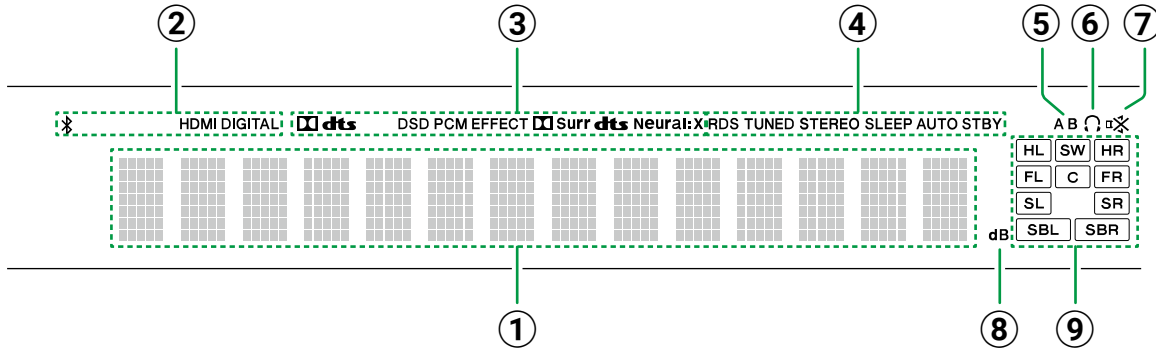 ② ③ ④ ⑤ ⑥ ⑦
HDMI DIGITAL dts DSD PCM EFFECT Surr dts Neural:X RDS TUNED STEREO SLEEP AUTO STBY A B
HL SW HR
FL C FR
SL SR
SBL SBR
dB
① ⑧ ⑨